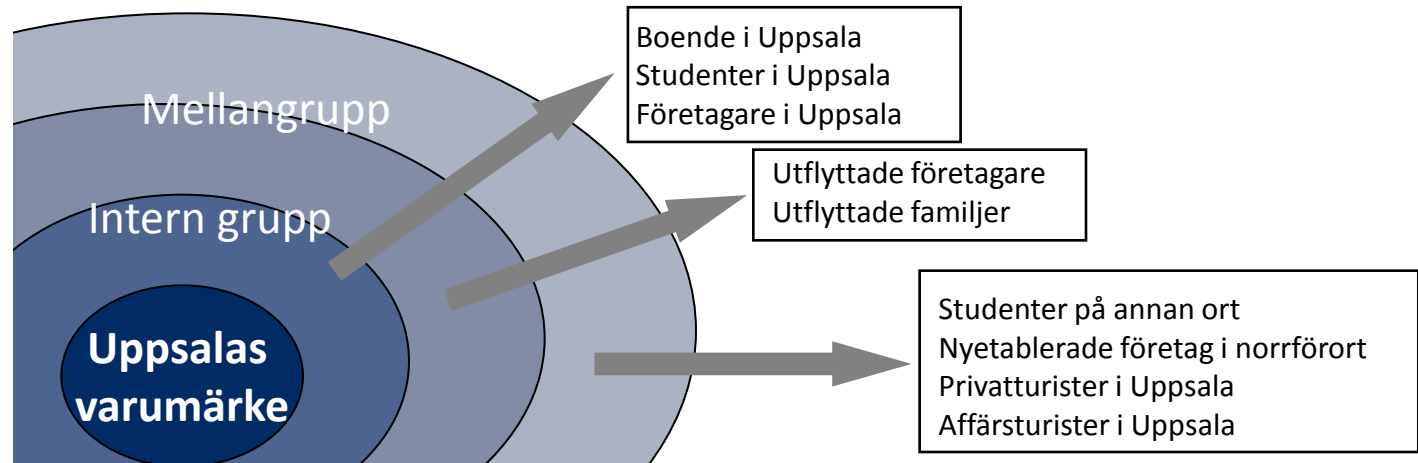 Mellangrupp
Intern grupp
Uppsalas
varumärke
Boende i Uppsala
Studenter i Uppsala
Företagare i Uppsala
Utflyttade företagare
Utflyttade familjer
Studenter på annan ort
Nyetablerade företag i norrförort
Privatturister i Uppsala
Affärsturister i Uppsala